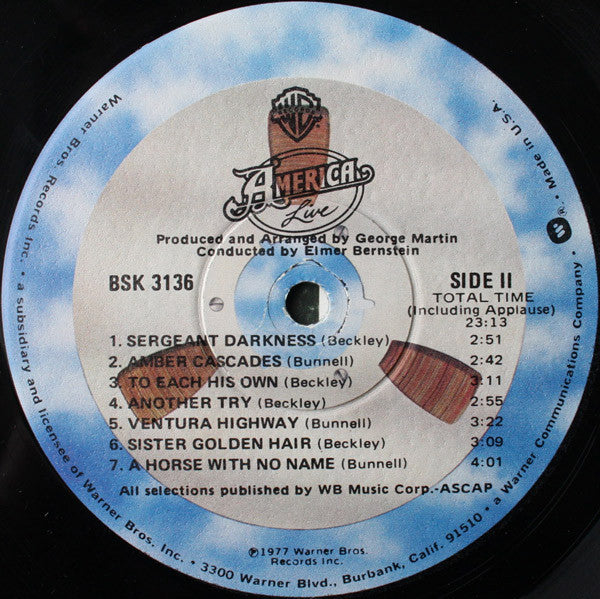 WB
AMERICA
Live
Produced and Arranged by George Martin
Conducted by Elmer Bernstein
BSK 3136
SIDE II
TOTAL TIME
(Including Applause)
23:13
1. SERGEANT DARKNESS (Beckley) 2:51
2. AMBER CASCADES (Bunnell) 2:42
3. TO EACH HIS OWN (Beckley) 3:11
4. ANOTHER TRY (Beckley) 2:55
5. VENTURA HIGHWAY (Bunnell) 3:22
6. SISTER GOLDEN HAIR (Beckley) 3:09
7. A HORSE WITH NO NAME (Bunnell) 4:01
All selections published by WB Music Corp.-ASCAP
℗1977 Warner Bros.
Records Inc.
Warner Bros. Records Inc. • a subsidiary and licensee of Warner Bros. Inc. • 3300 Warner Blvd., Burbank, Calif. 91510 • a Warner Communications Company • ® • Made in U.S.A.